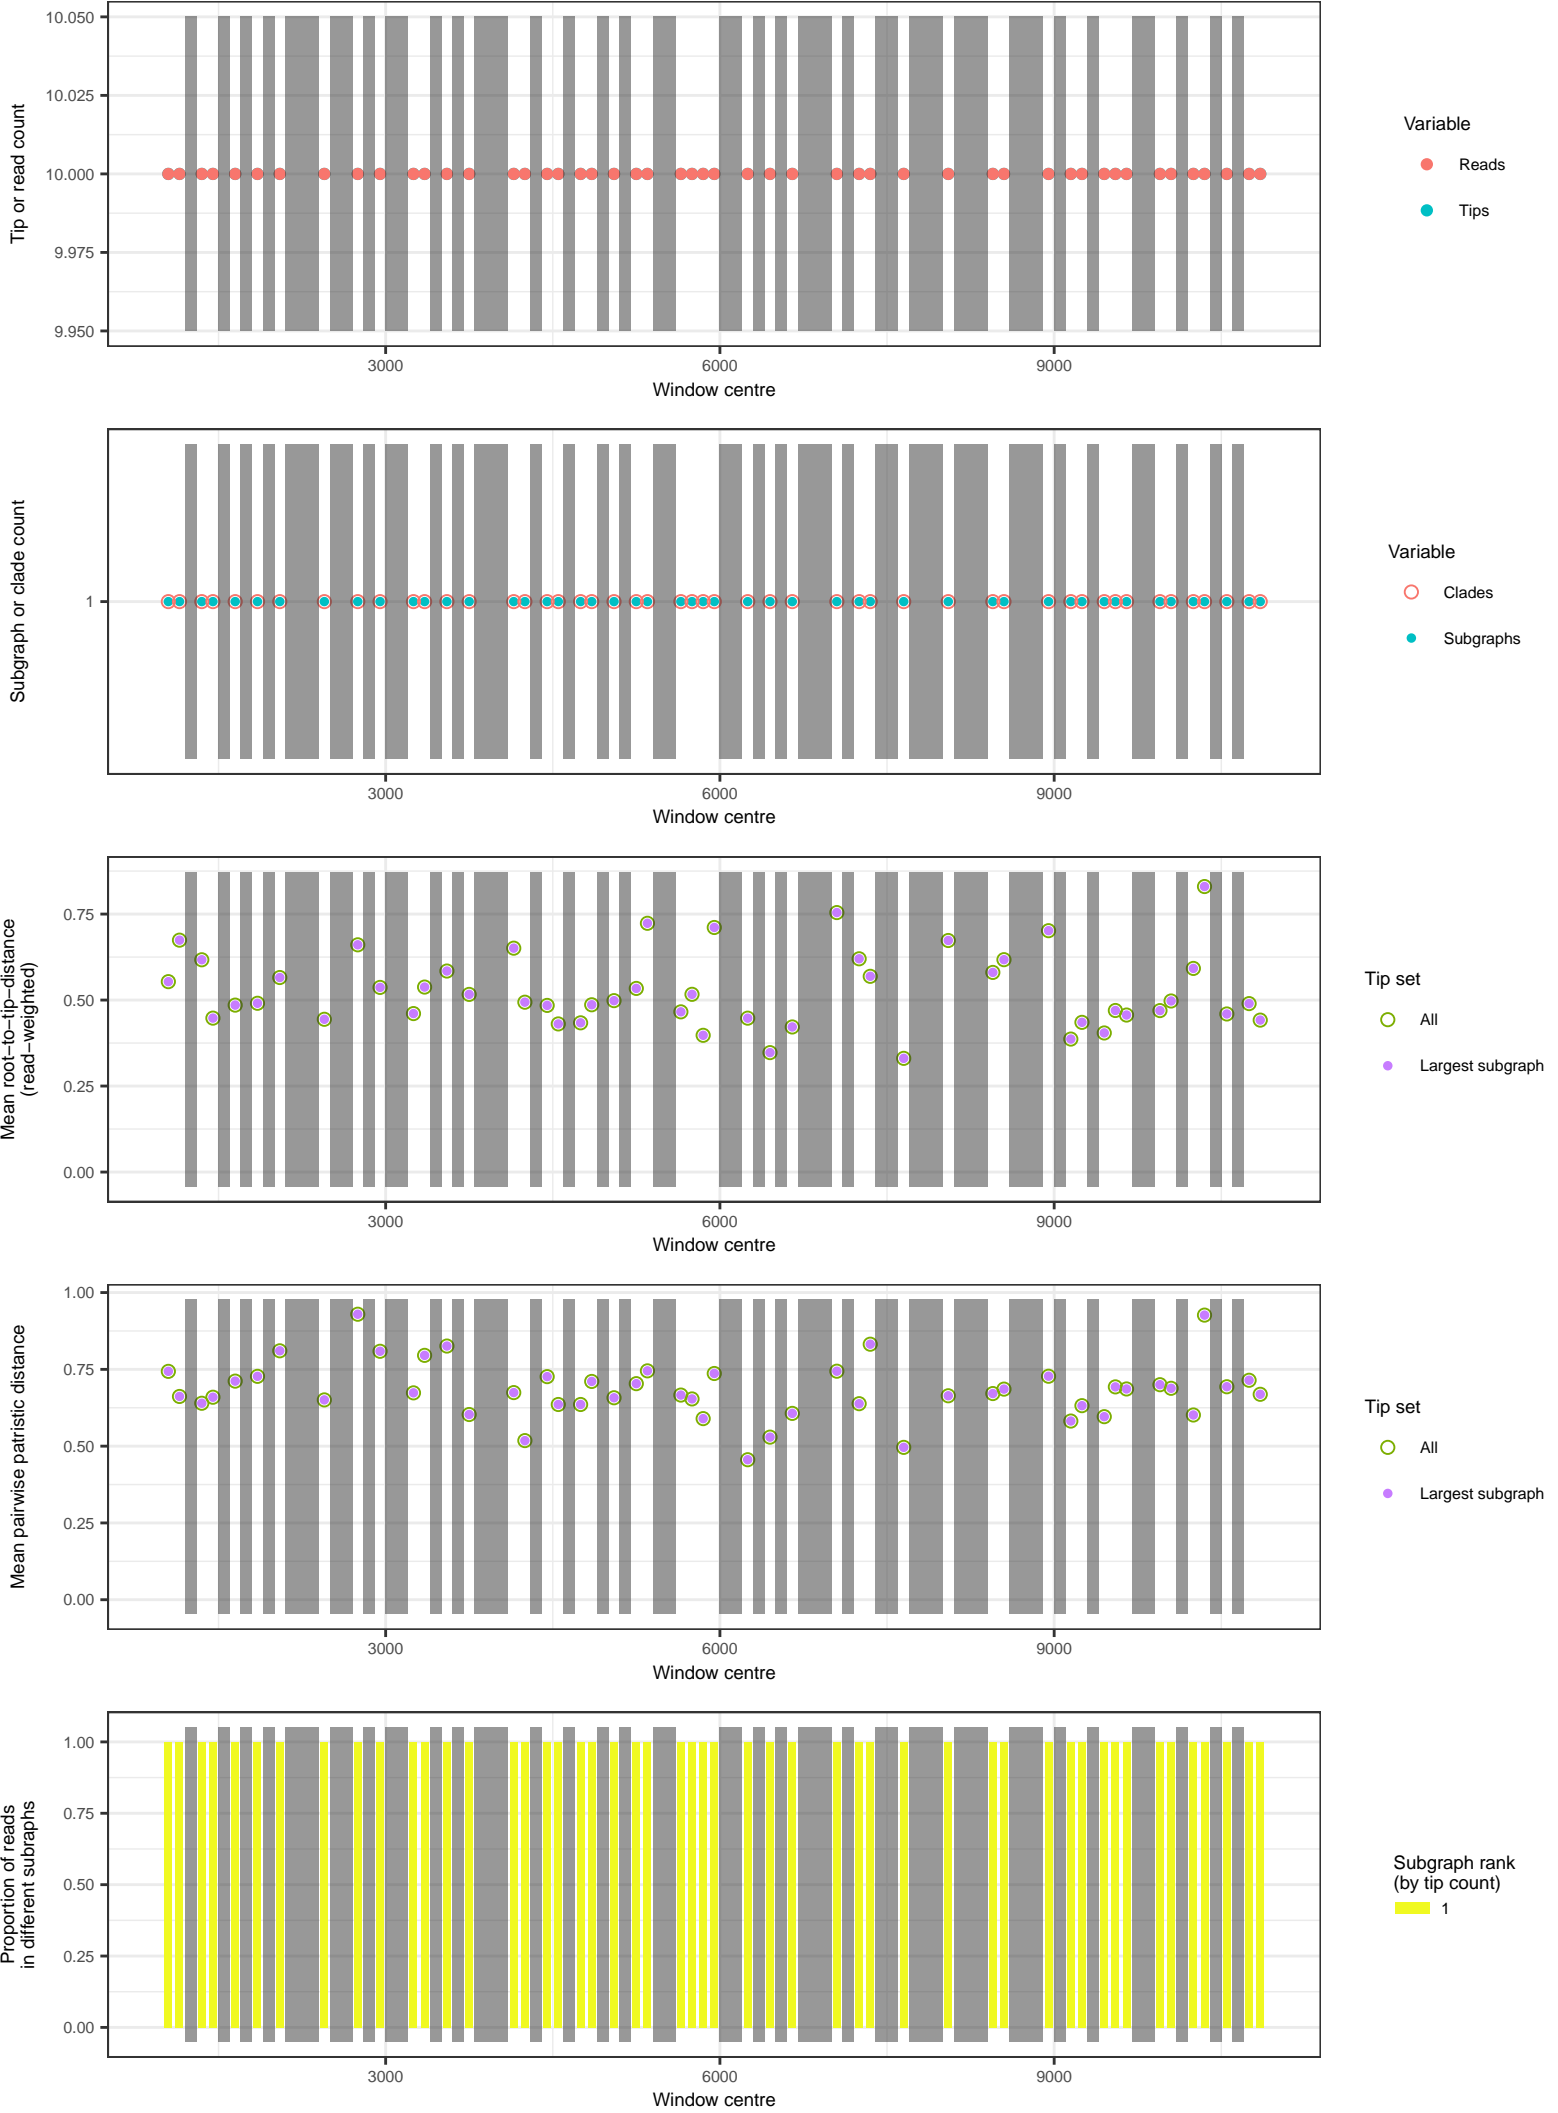 10.050
10.025
10.000
9.975
9.950
Tip or read count
3000
6000
9000
Window centre
Variable
Reads
Tips
1
Subgraph or clade count
3000
6000
9000
Window centre
Variable
Clades
Subgraphs
0.75
0.50
0.25
0.00
Mean root−to−tip−distance
(read−weighted)
3000
6000
9000
Window centre
Tip set
All
Largest subgraph
1.00
0.75
0.50
0.25
0.00
Mean pairwise patristic distance
3000
6000
9000
Window centre
Tip set
All
Largest subgraph
1.00
0.75
0.50
0.25
0.00
Proportion of reads
in different subraphs
3000
6000
9000
Window centre
Subgraph rank
(by tip count)
1